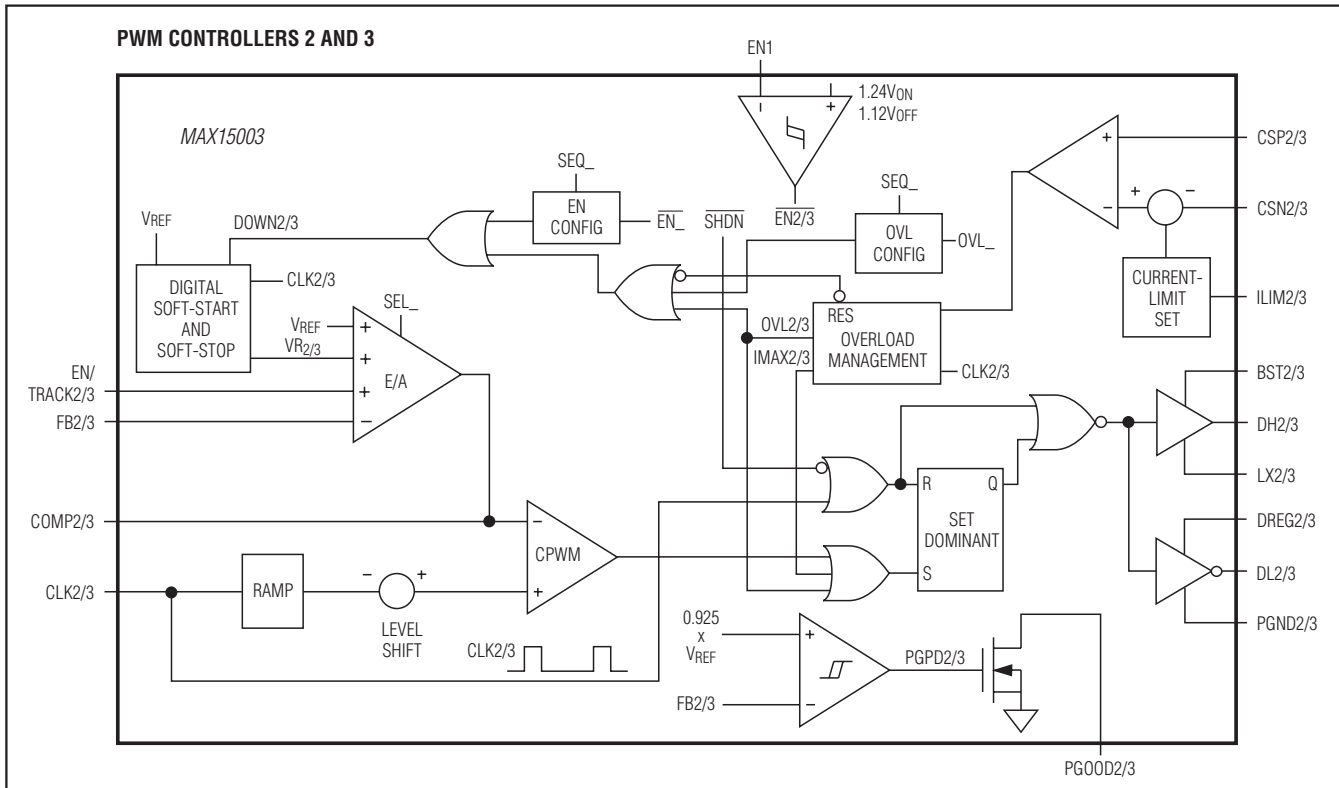 PWM CONTROLLERS 2 AND 3
EN1
MAX15003
1.24VON
1.12VOFF
CSP2/3
CSN2/3
SEQ_
EN
CONFIG
EN_
SHDN
EN2/3
SEQ_
OVL
CONFIG
OVL_
CURRENT-
LIMIT
SET
ILIM2/3
VREF
DOWN2/3
DIGITAL
SOFT-START
AND
SOFT-STOP
CLK2/3
VREF
VR2/3
SEL_
E/A
EN/
TRACK2/3
FB2/3
OVL2/3
IMAX2/3
RES
OVERLOAD
MANAGEMENT
CLK2/3
BST2/3
DH2/3
LX2/3
R
Q
SET
DOMINANT
S
DREG2/3
DL2/3
PGND2/3
COMP2/3
CPWM
CLK2/3
RAMP
LEVEL
SHIFT
CLK2/3
0.925
x
VREF
FB2/3
PGPD2/3
PGOOD2/3
+
-